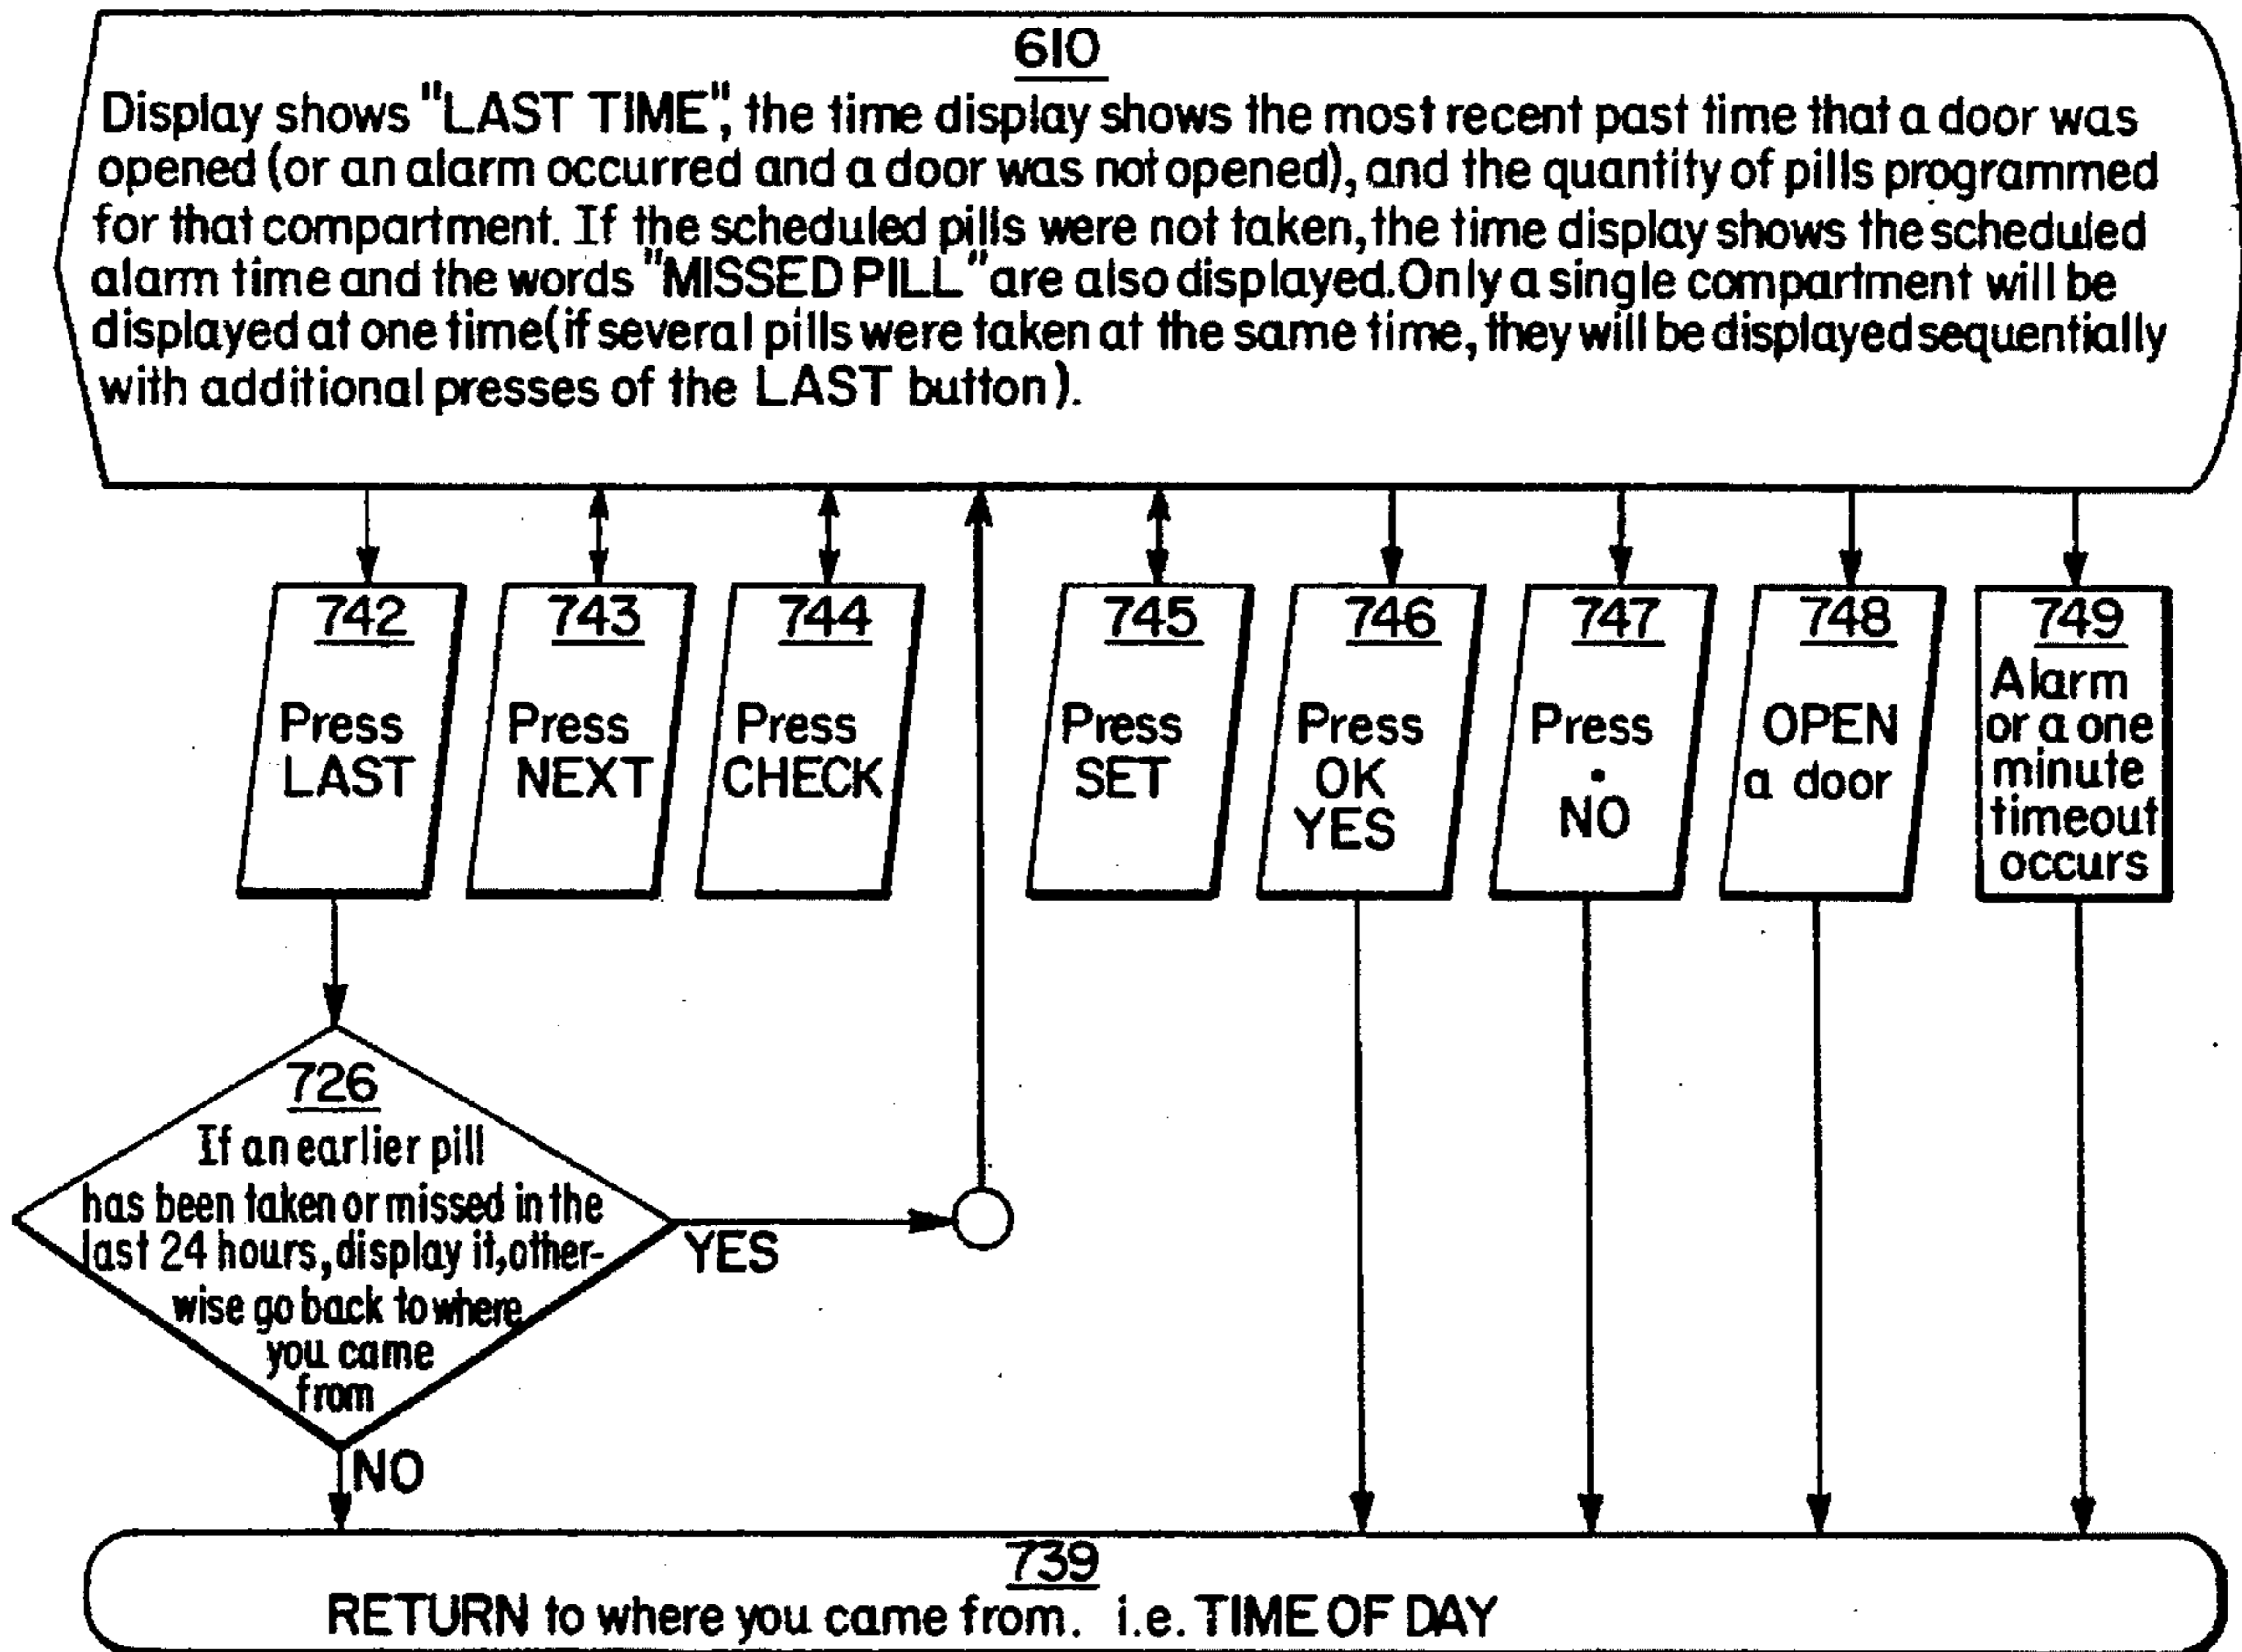 610
Display shows "LAST TIME", the time display shows the most recent past time that a door was
opened (or an alarm occurred and a door was not opened), and the quantity of pills programmed
for that compartment. If the scheduled pills were not taken, the time display shows the scheduled
alarm time and the words "MISSED PILL" are also displayed. Only a single compartment will be
displayed at one time (if several pills were taken at the same time, they will be displayed sequentially
with additional presses of the LAST button).
742
Press
LAST
743
Press
NEXT
744
Press
CHECK
745
Press
SET
746
Press
OK
YES
747
Press
•
NO
748
OPEN
a door
749
Alarm
or a one
minute
timeout
occurs
726
If an earlier pill
has been taken or missed in the
last 24 hours, display it, other-
wise go back to where
you came
from
YES
NO
739
RETURN to where you came from. i.e. TIME OF DAY